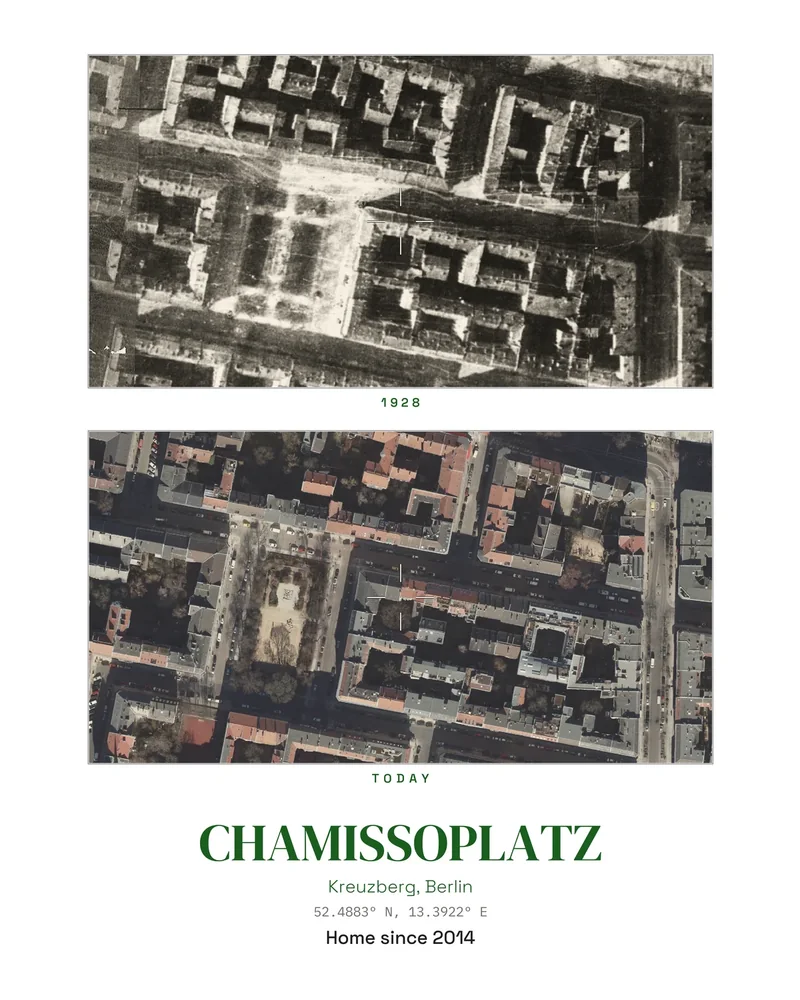 1928
TODAY
CHAMISSOPLATZ
Kreuzberg, Berlin
52.4883° N, 13.3922° E
Home since 2014